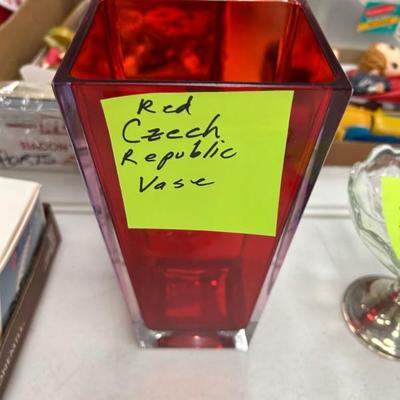 Red
Czech
Republic
Vase